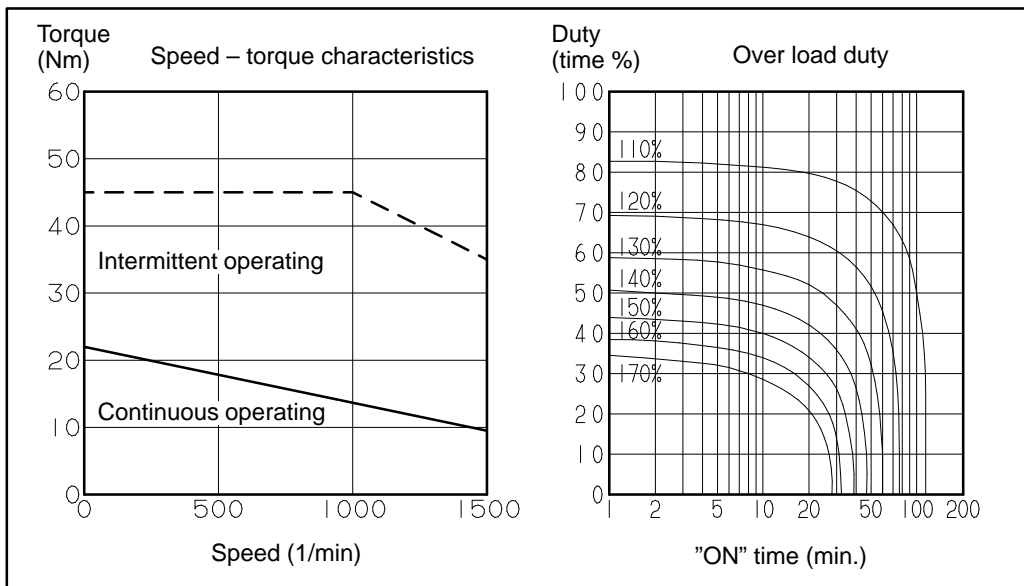 Torque
(Nm)
Speed – torque characteristics
60
50
40
30
20
10
0
Intermittent operating
Continuous operating
0 500 1000 1500
Speed (1/min)
Duty
(time %)
Over load duty
100
90
80
70
60
50
40
30
20
10
0
110%
120%
130%
140%
150%
160%
170%
1 2 5 10 20 50 100 200
”ON” time (min.)